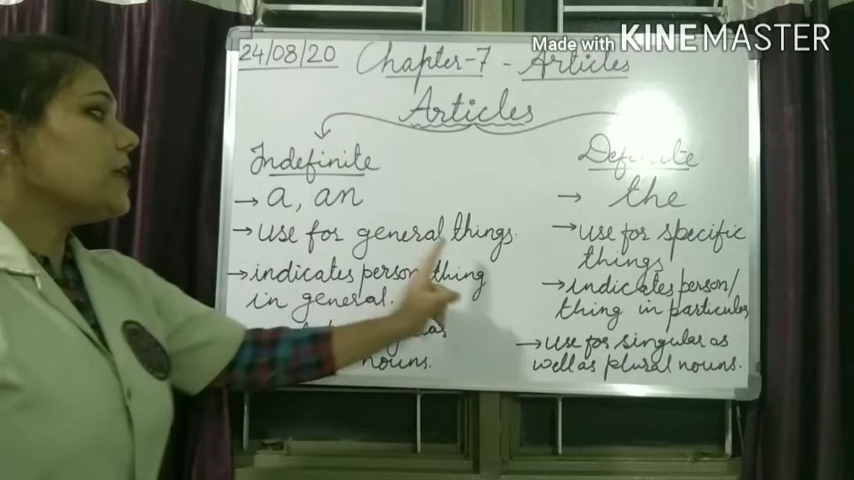 Made with KINEMASTER
24/08/20 Chapter-7 - Articles
Articles
Indefinite
→ a, an
→ use for general things.
→ indicates person thing
in general.
nouns.
Definite
→ the
→ use for specific
things
→ indicates person/
thing in particular
→ use for singular as
well as plural nouns.